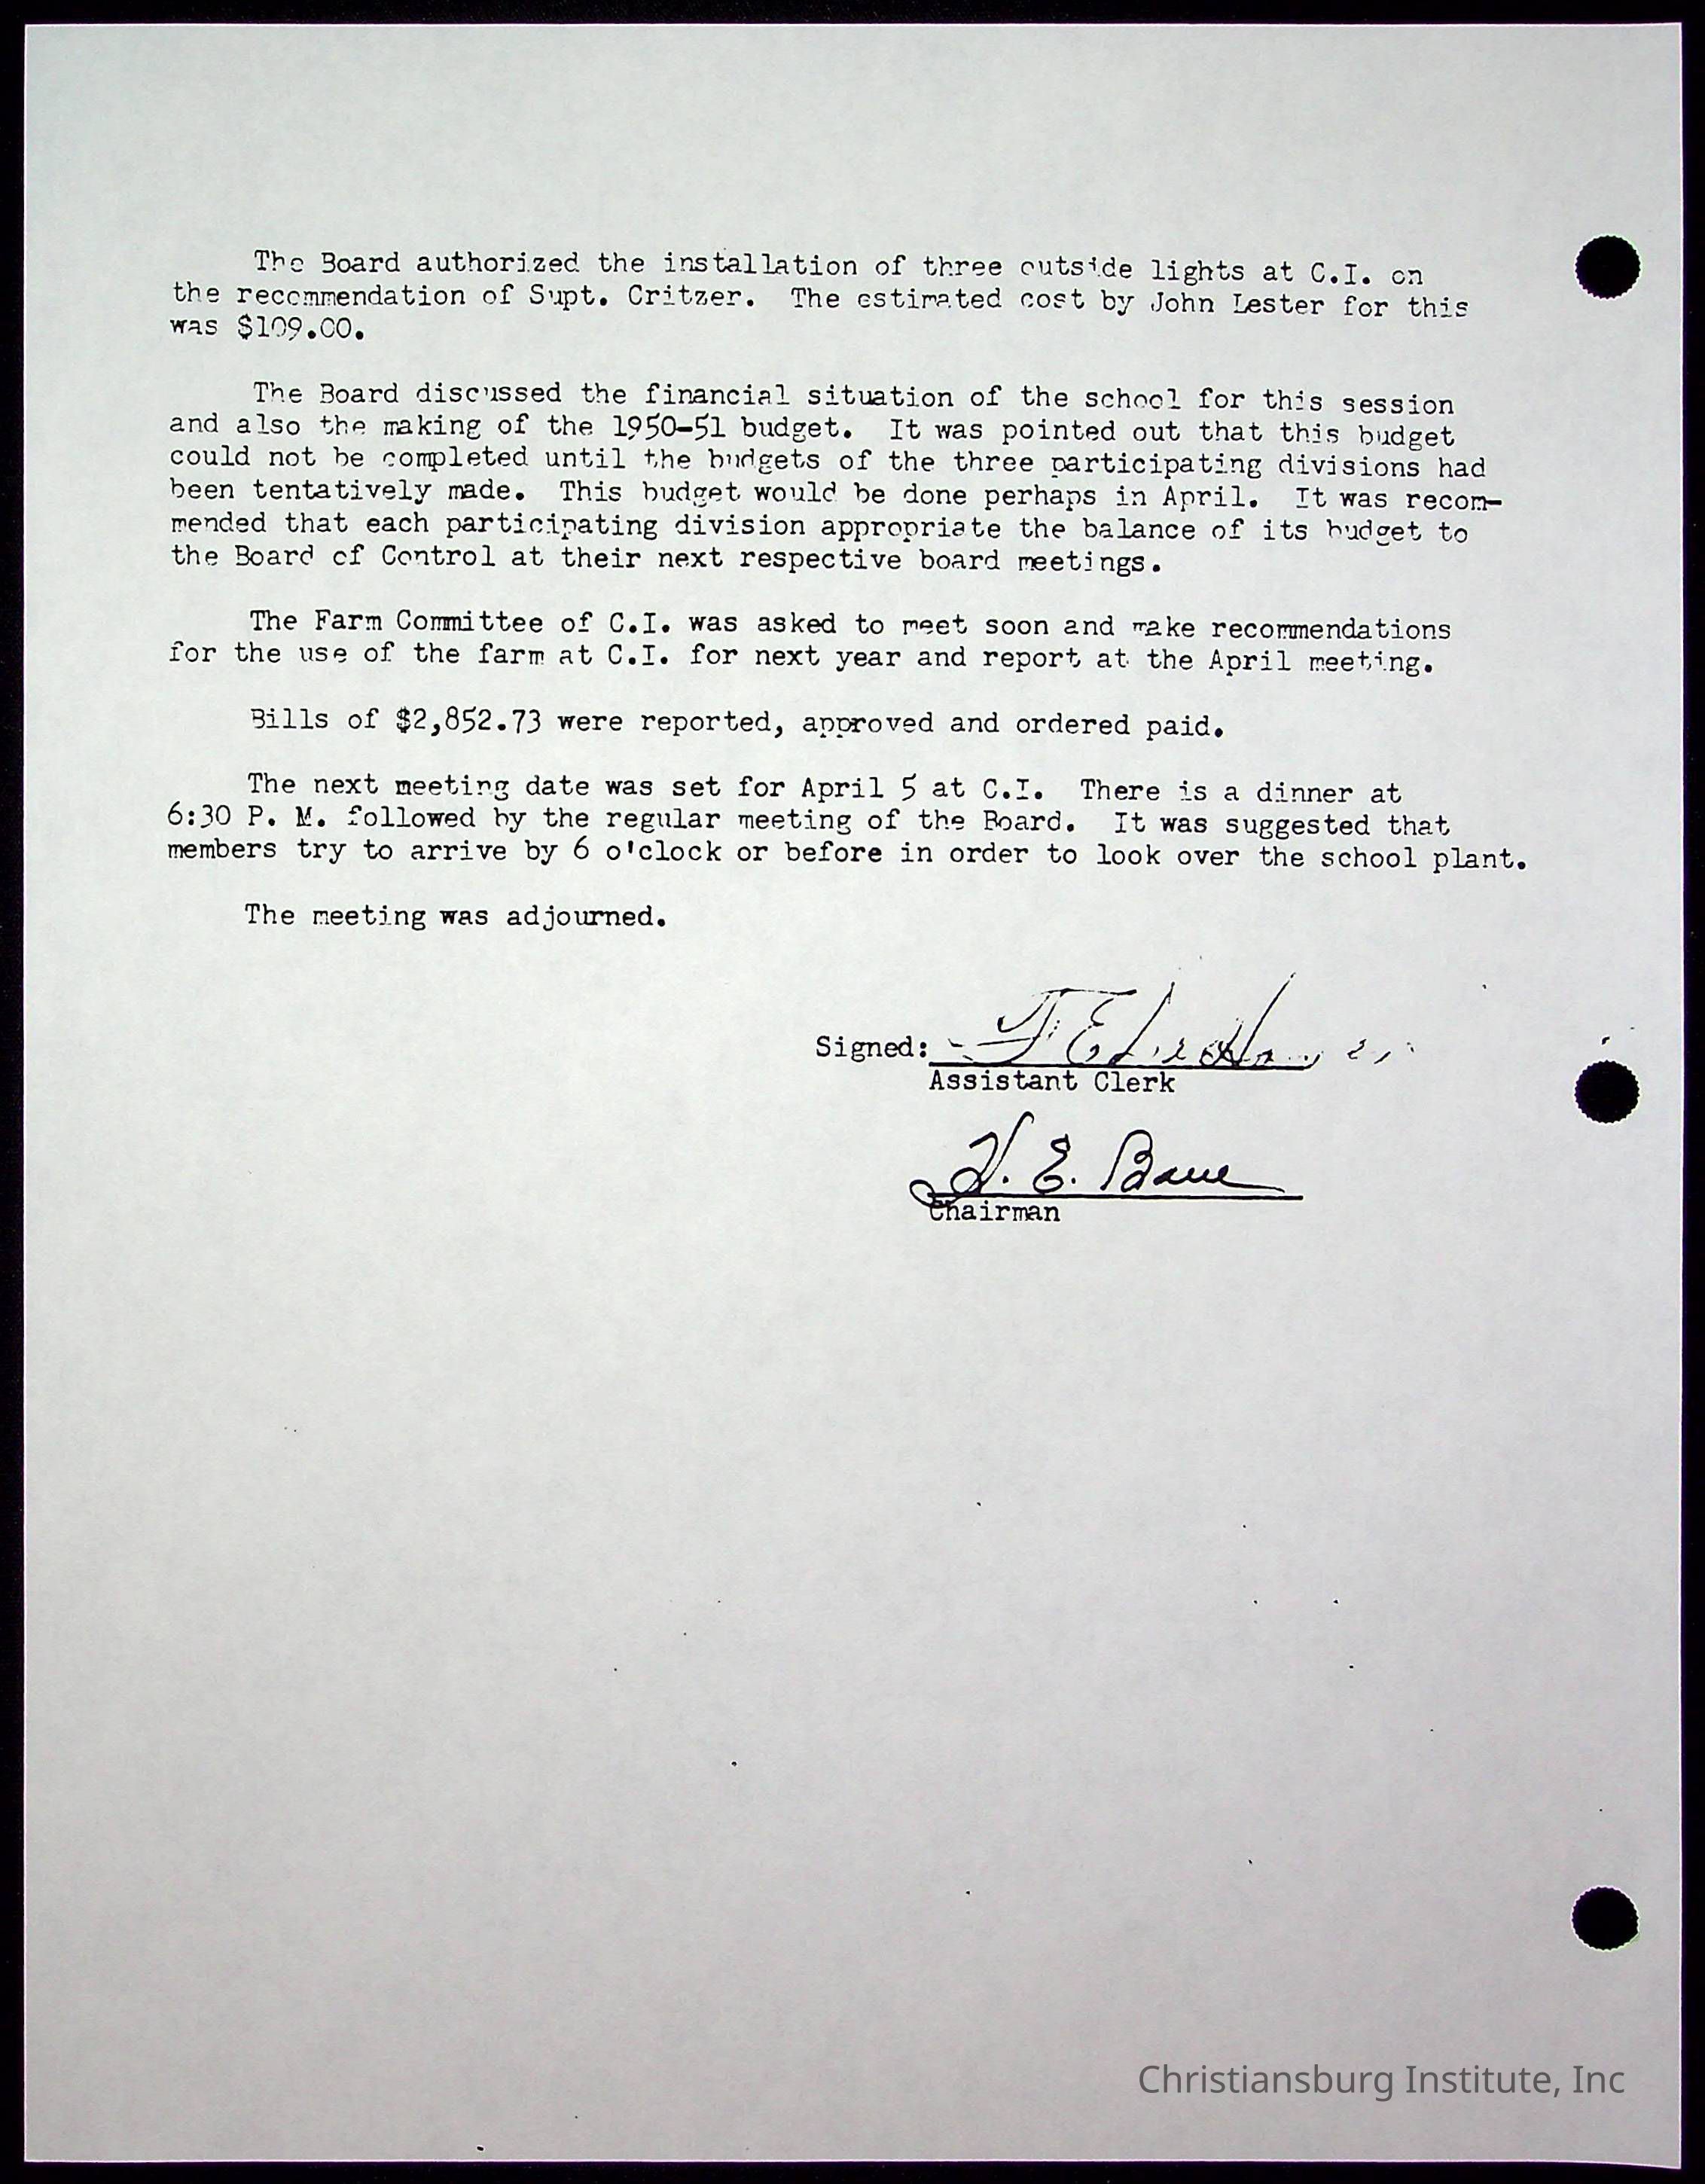 The Board authorized the installation of three outside lights at C.I. on
the recommendation of Supt. Critzer. The estimated cost by John Lester for this
was $109.00.
The Board discussed the financial situation of the school for this session
and also the making of the 1950-51 budget. It was pointed out that this budget
could not be completed until the budgets of the three participating divisions had
been tentatively made. This budget would be done perhaps in April. It was recom-
mended that each participating division appropriate the balance of its budget to
the Board of Control at their next respective board meetings.
The Farm Committee of C.I. was asked to meet soon and make recommendations
for the use of the farm at C.I. for next year and report at the April meeting.
Bills of $2,852.73 were reported, approved and ordered paid.
The next meeting date was set for April 5 at C.I. There is a dinner at
6:30 P. M. followed by the regular meeting of the Board. It was suggested that
members try to arrive by 6 o'clock or before in order to look over the school plant.
The meeting was adjourned.
Signed:
Assistant Clerk
V. E. Bane
Chairman
Christiansburg Institute, Inc